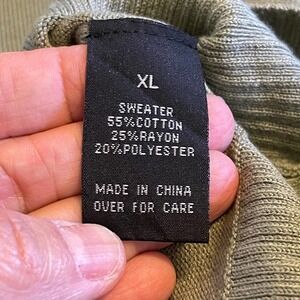 XL
SWEATER
55%COTTON
25%RAYON
20%POLYESTER
MADE IN CHINA
OVER FOR CARE